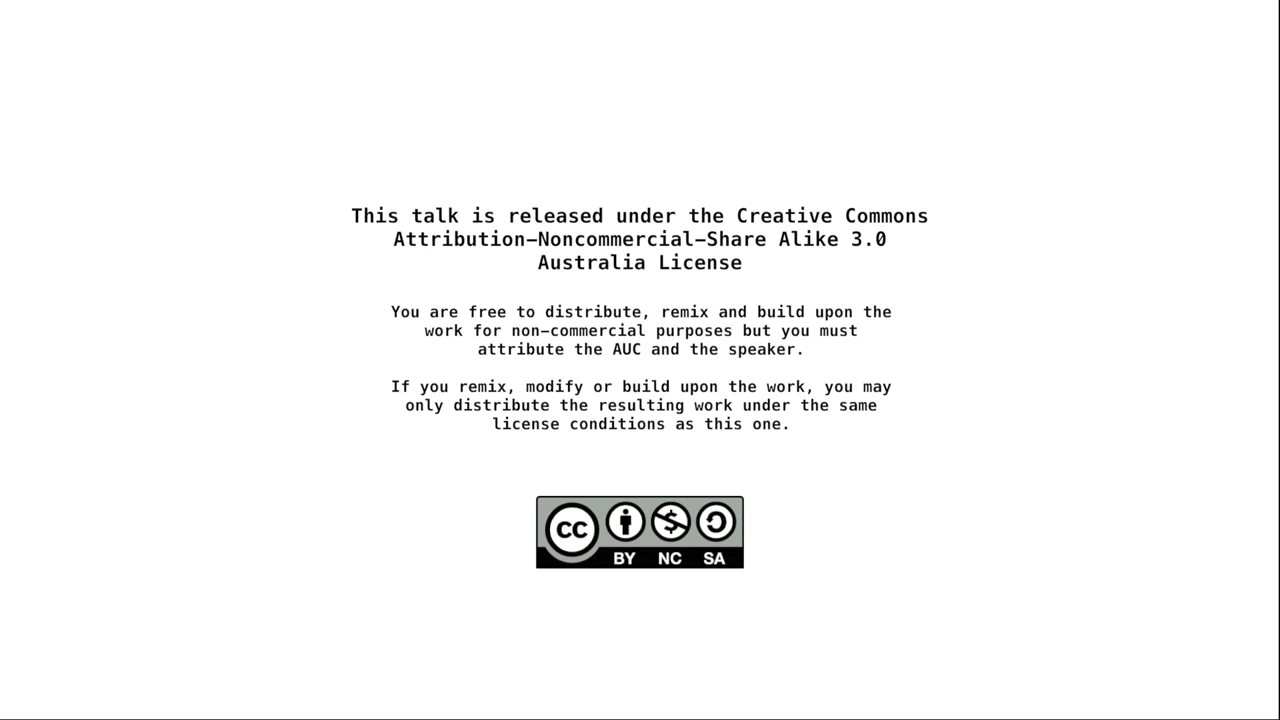 This talk is released under the Creative Commons
Attribution-Noncommercial-Share Alike 3.0
Australia License
You are free to distribute, remix and build upon the
work for non-commercial purposes but you must
attribute the AUC and the speaker.
If you remix, modify or build upon the work, you may
only distribute the resulting work under the same
license conditions as this one.
CC
BY NC SA